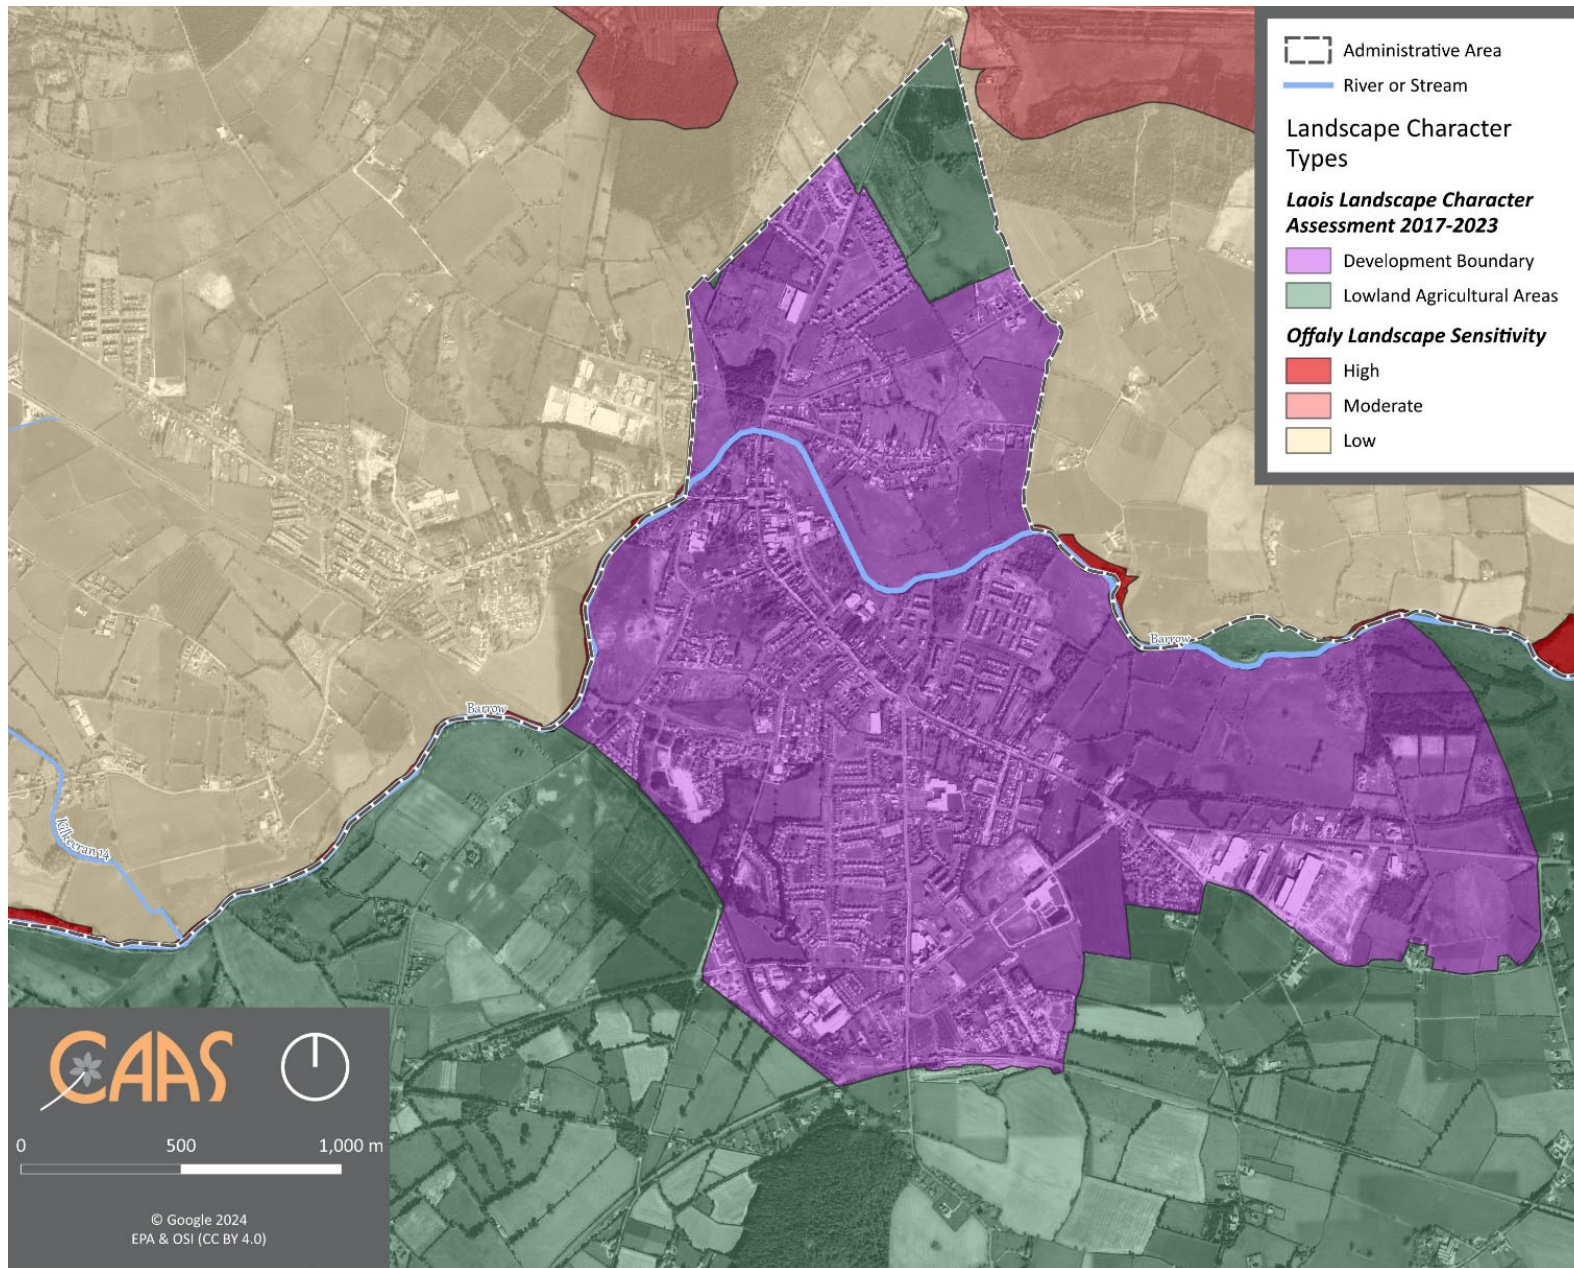 Administrative Area
River or Stream
Landscape Character
Types
Laois Landscape Character
Assessment 2017-2023
Development Boundary
Lowland Agricultural Areas
Offaly Landscape Sensitivity
High
Moderate
Low
Barrow
Barrow
Kilkeeran 14
CAAS
0 500 1,000 m
© Google 2024
EPA & OSI (CC BY 4.0)